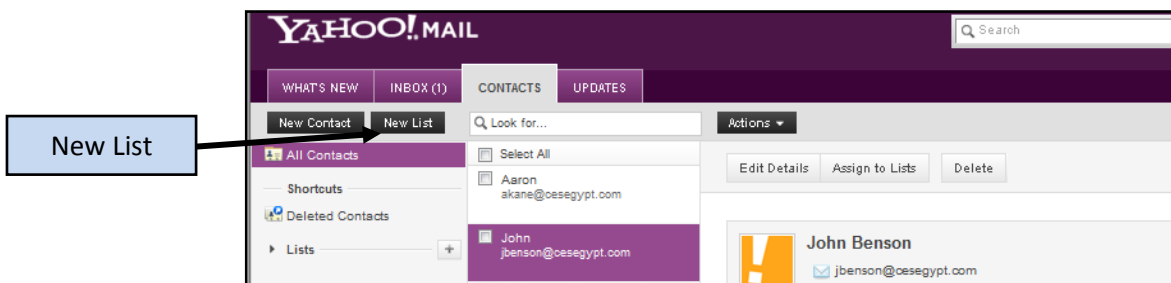 YAHOO! MAIL
Search
WHAT'S NEW INBOX (1) CONTACTS UPDATES
New Contact New List Look for... Actions
New List
All Contacts
Select All
Edit Details Assign to Lists Delete
Aaron
akane@cesegypt.com
Shortcuts
Deleted Contacts
Lists +
John
jbenson@cesegypt.com
John Benson
jbenson@cesegypt.com